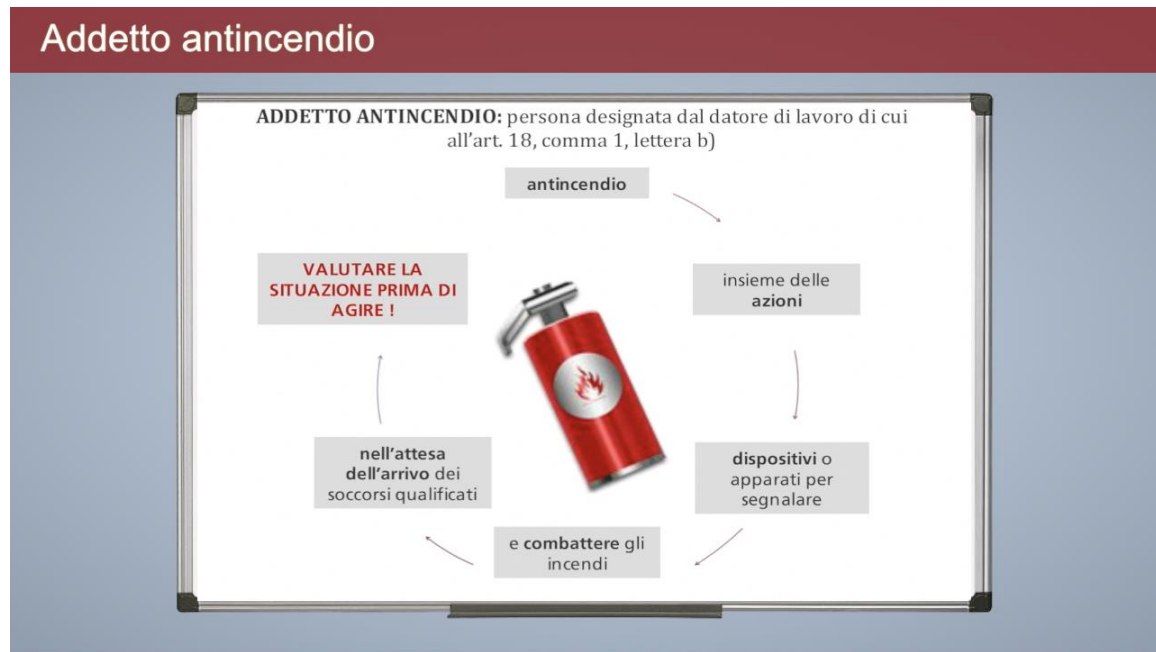 Addetto antincendio
ADDETTO ANTINCENDIO: persona designata dal datore di lavoro di cui
all'art. 18, comma 1, lettera b)
antincendio
insieme delle
azioni
dispositivi o
apparati per
segnalare
e combattere gli
incendi
nell'attesa
dell'arrivo dei
soccorsi qualificati
VALUTARE LA
SITUAZIONE PRIMA DI
AGIRE !